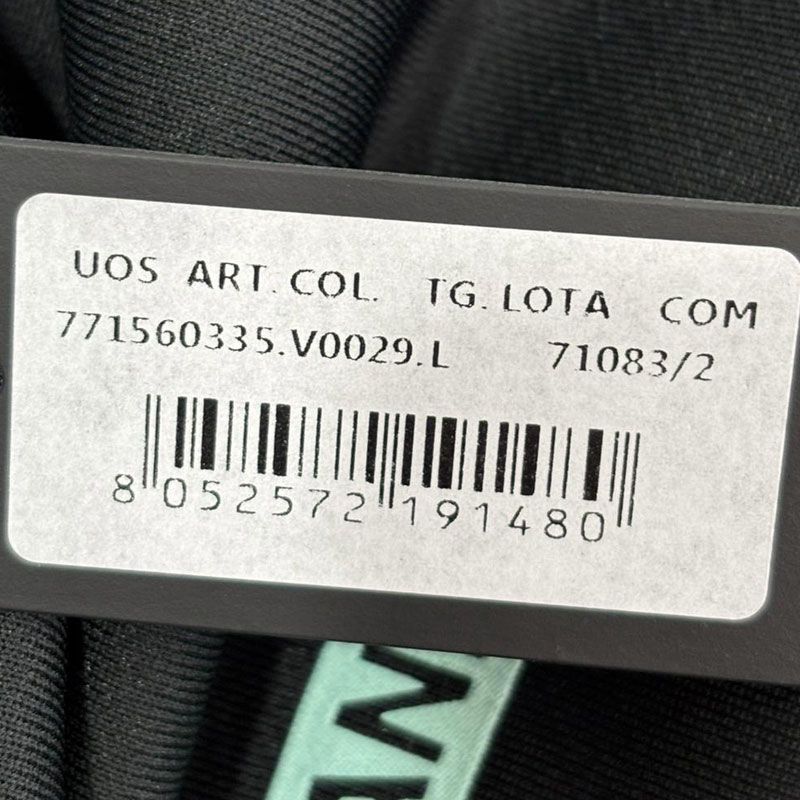 UOS ART. COL. TG. LOTA COM
771560335.V0029.L 71083/2
8 052572 191480